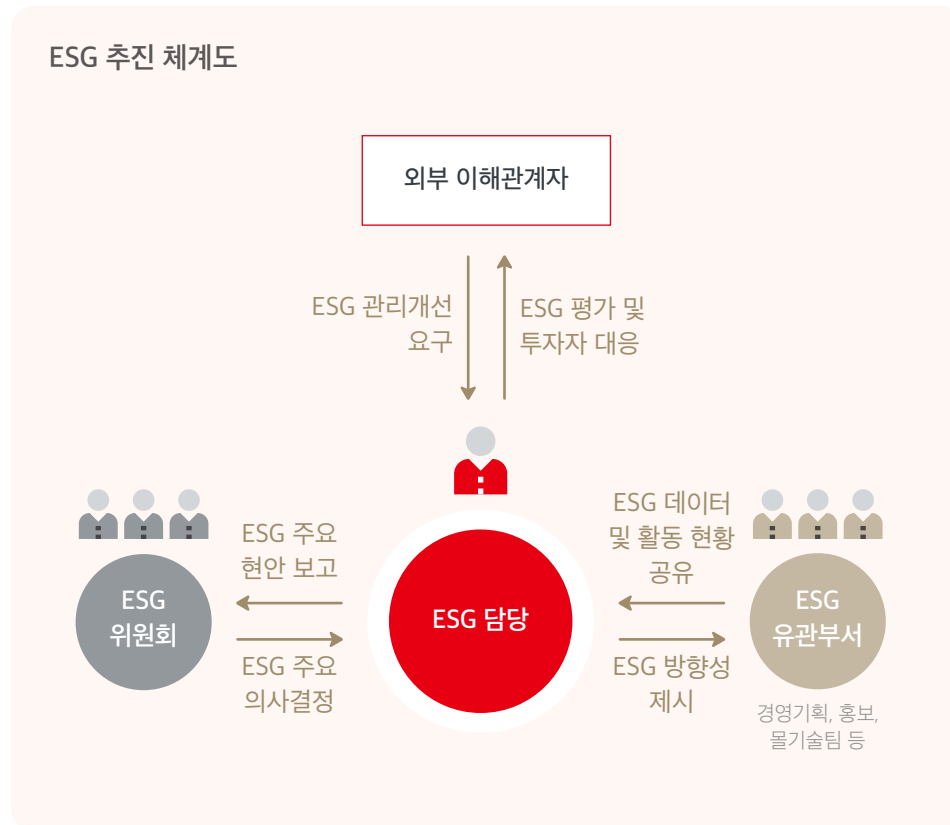 ESG 추진 체계도
외부 이해관계자
ESG 관리개선
요구
ESG 평가 및
투자자 대응
ESG 주요
현안 보고
ESG 데이터
및 활동 현황
공유
ESG
위원회
ESG 담당
ESG
유관부서
ESG 주요
의사결정
ESG 방향성
제시
경영기획, 홍보,
몰기술팀 등